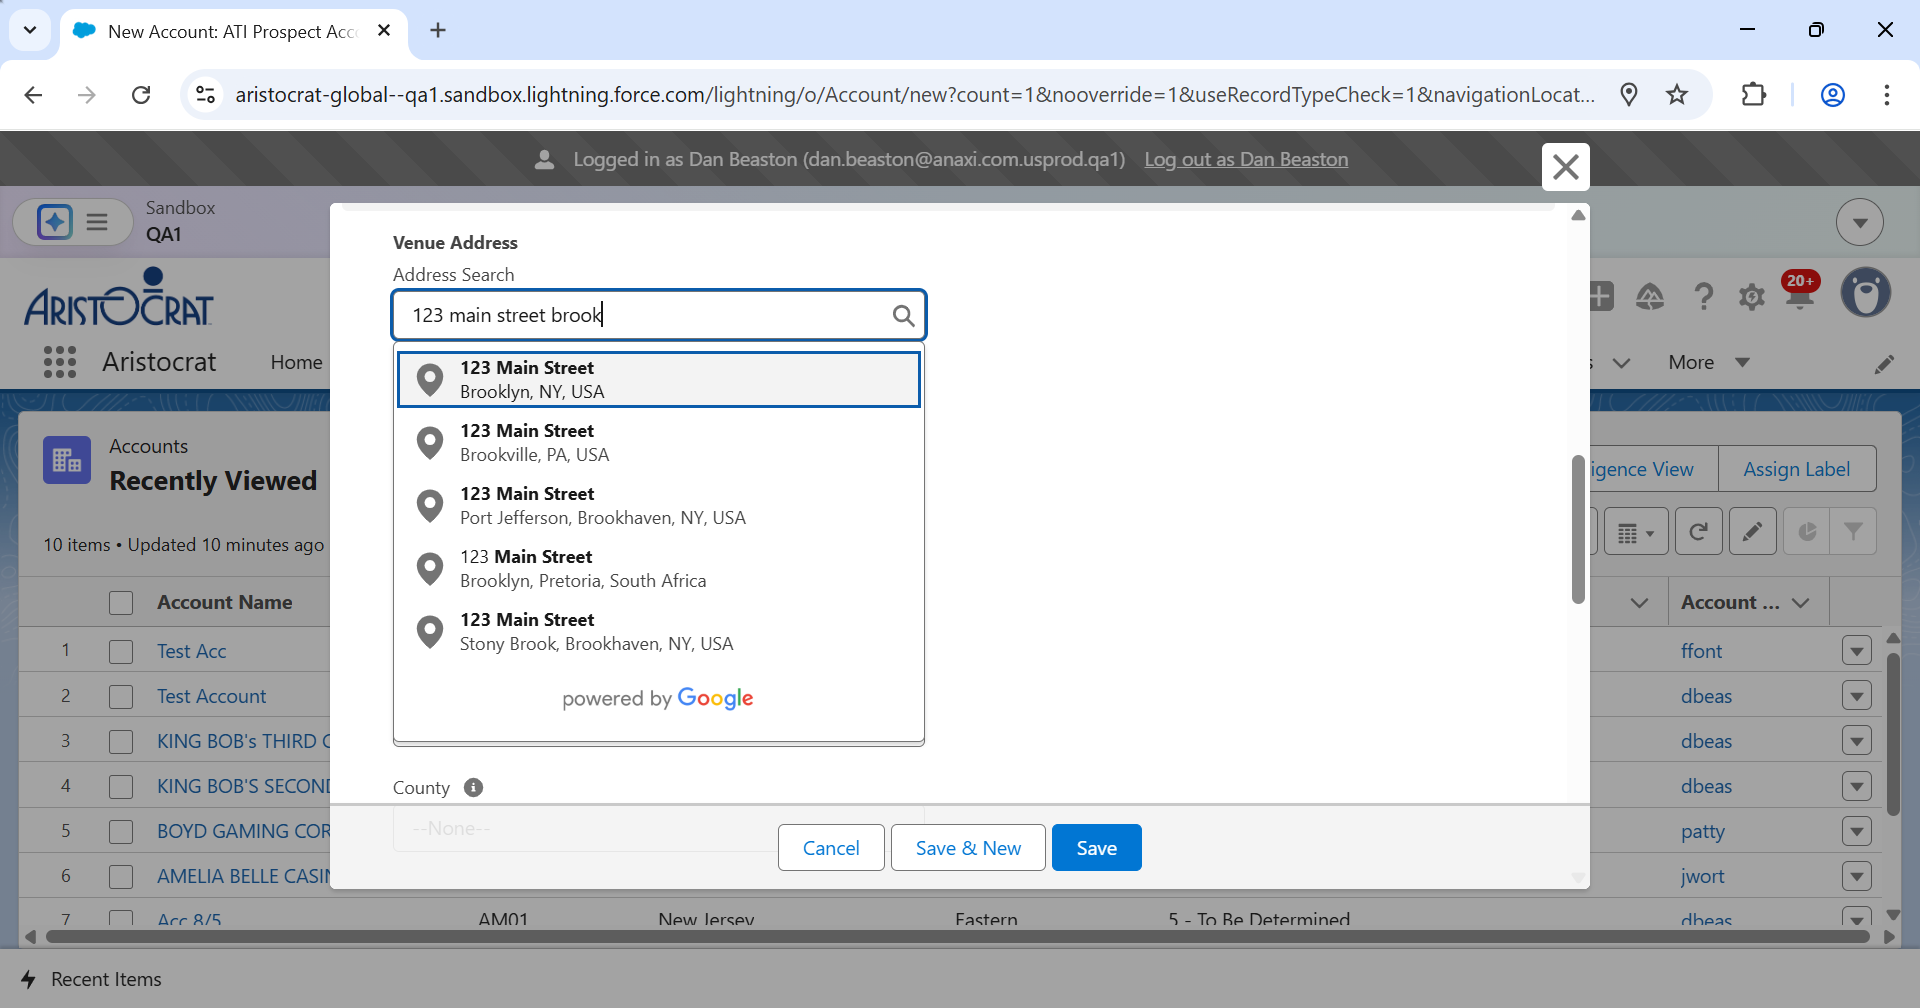 New Account: ATI Prospect Acc
aristocrat-global--qa1.sandbox.lightning.force.com/lightning/o/Account/new?count=1&nooverride=1&useRecordTypeCheck=1&navigationLocat...
Logged in as Dan Beaston (dan.beaston@anaxi.com.usprod.qa1) Log out as Dan Beaston
Sandbox
QA1
ARISTOCRAT
20+
Aristocrat
Home
More
Accounts
Recently Viewed
igence View
Assign Label
10 items • Updated 10 minutes ago
Account Name
Account ...
1 Test Acc ffont
2 Test Account dbeas
3 KING BOB's THIRD dbeas
4 KING BOB'S SECOND dbeas
5 BOYD GAMING COR patty
6 AMELIA BELLE CASIN jwort
7 Acc 8/5 AM01 New Jersey Eastern 5 - To Be Determined dbeas
Venue Address
Address Search
123 main street brook
123 Main Street
Brooklyn, NY, USA
123 Main Street
Brookville, PA, USA
123 Main Street
Port Jefferson, Brookhaven, NY, USA
123 Main Street
Brooklyn, Pretoria, South Africa
123 Main Street
Stony Brook, Brookhaven, NY, USA
powered by Google
County
--None--
Cancel
Save & New
Save
Recent Items